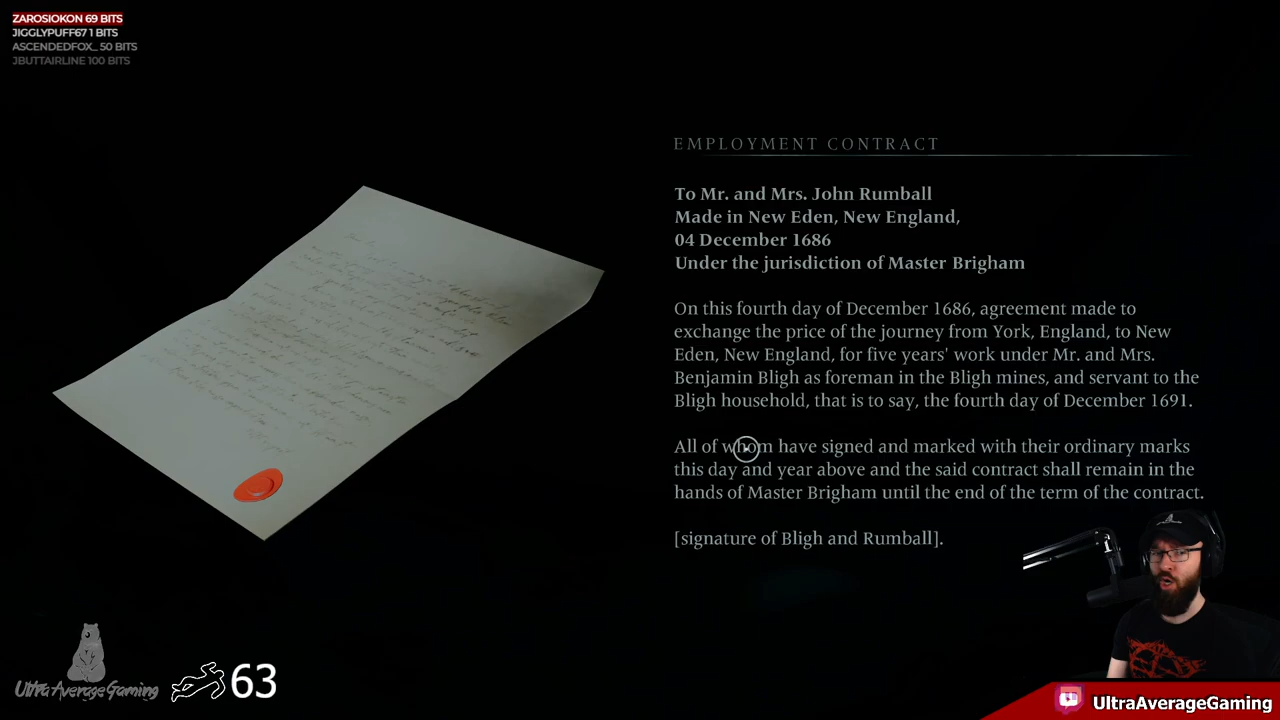 ZAROSIOKON 69 BITS
JIGGLYPUFF67 1 BITS
ASCENDEDFOX_ 50 BITS
JBUTTAIRLINE 100 BITS
EMPLOYMENT CONTRACT
To Mr. and Mrs. John Rumball
Made in New Eden, New England,
04 December 1686
Under the jurisdiction of Master Brigham
On this fourth day of December 1686, agreement made to
exchange the price of the journey from York, England, to New
Eden, New England, for five years' work under Mr. and Mrs.
Benjamin Bligh as foreman in the Bligh mines, and servant to the
Bligh household, that is to say, the fourth day of December 1691.
All of whom have signed and marked with their ordinary marks
this day and year above and the said contract shall remain in the
hands of Master Brigham until the end of the term of the contract.
[signature of Bligh and Rumball].
Ultra Average Gaming
63
UltraAverageGaming